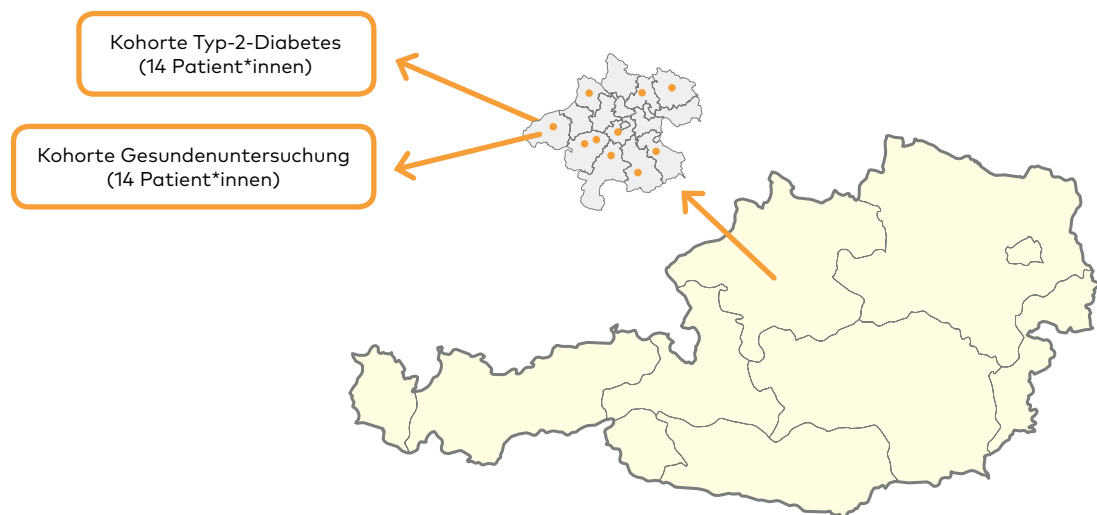 Kohorte Typ-2-Diabetes
(14 Patient*innen)
Kohorte Gesundenuntersuchung
(14 Patient*innen)